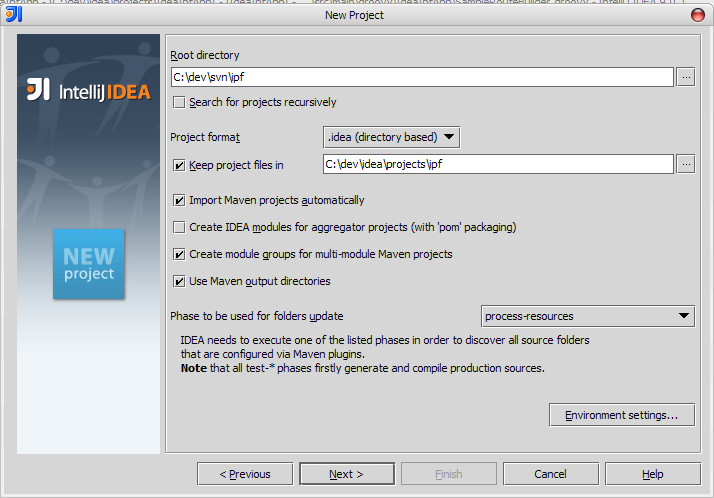 New Project
IntelliJIDEA
NEW
project
Root directory
C:\dev\svn\ipf
...
Search for projects recursively
Project format
.idea (directory based)
Keep project files in
C:\dev\idea\projects\ipf
...
Import Maven projects automatically
Create IDEA modules for aggregator projects (with 'pom' packaging)
Create module groups for multi-module Maven projects
Use Maven output directories
Phase to be used for folders update
process-resources
IDEA needs to execute one of the listed phases in order to discover all source folders
that are configured via Maven plugins.
Note that all test-* phases firstly generate and compile production sources.
Environment settings...
< Previous
Next >
Finish
Cancel
Help